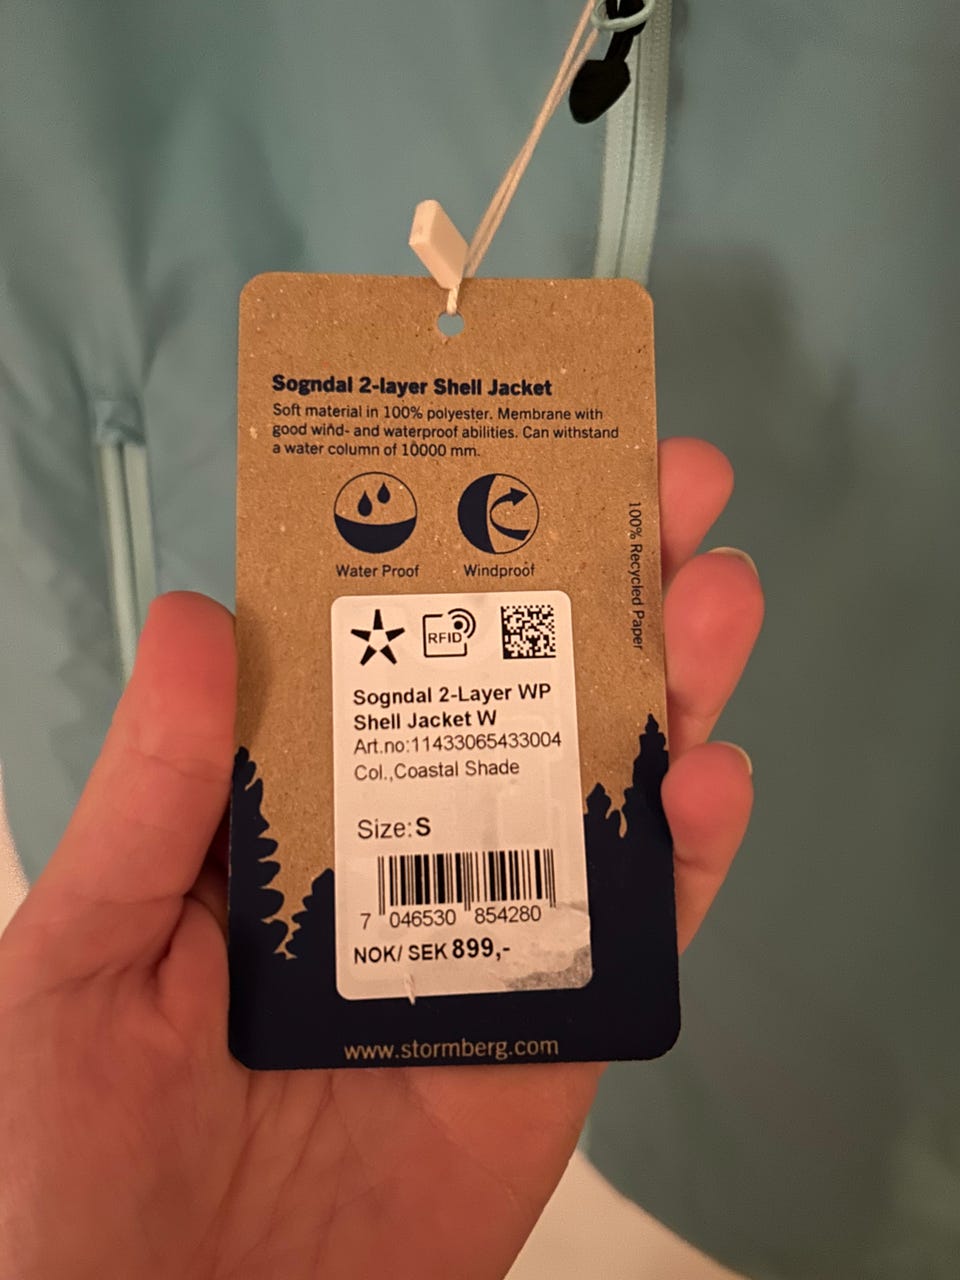 Sogndal 2-layer Shell Jacket
Soft material in 100% polyester. Membrane with
good wind- and waterproof abilities. Can withstand
a water column of 10000 mm.
Water Proof
Windproof
100% Recycled Paper
RFID
Sogndal 2-Layer WP
Shell Jacket W
Art.no:11433065433004
Col.,Coastal Shade
Size: S
7 046530 854280
NOK/ SEK 899,-
www.stormberg.com